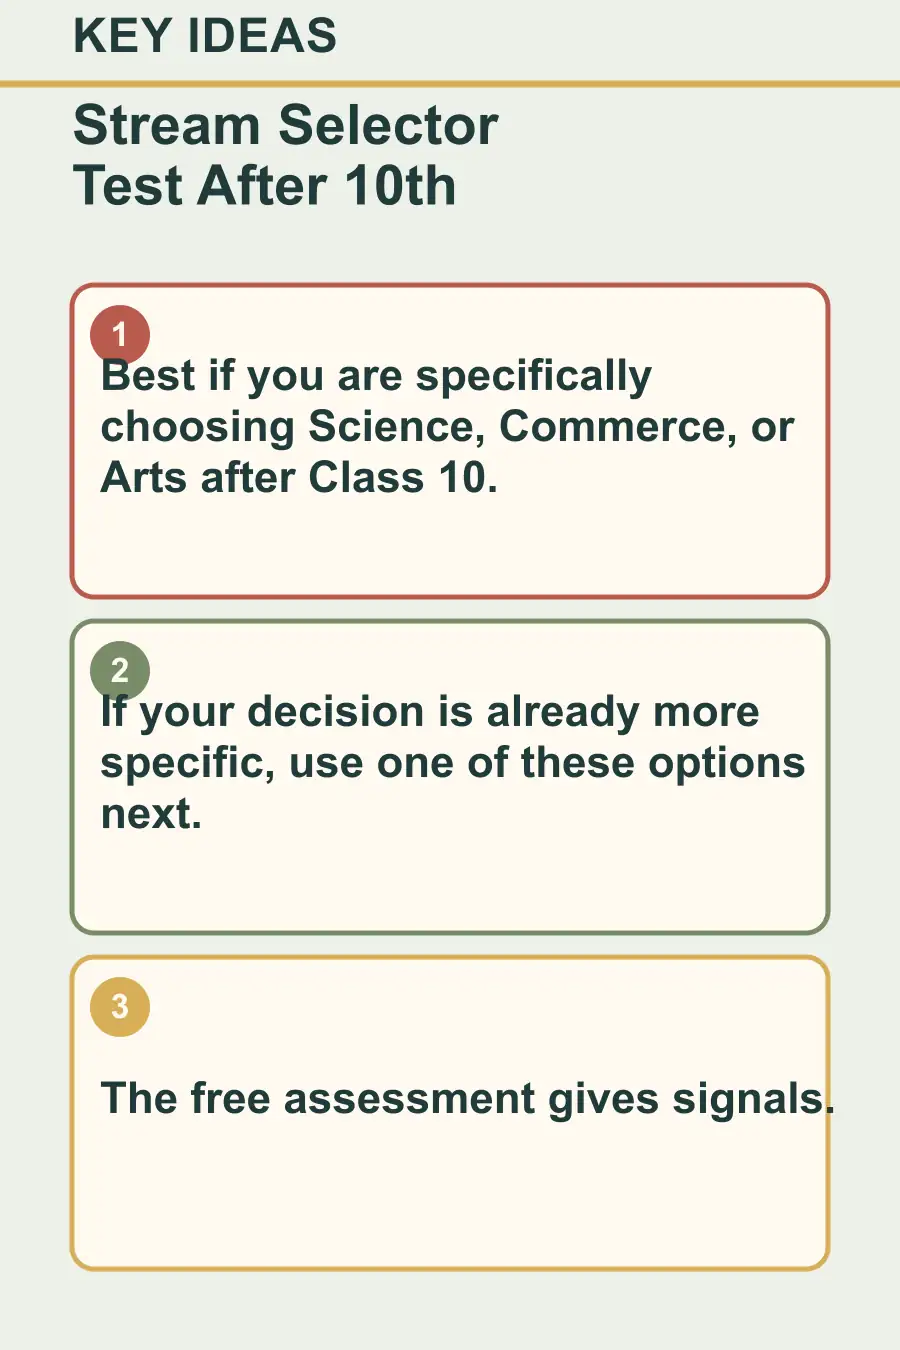 KEY IDEAS
Stream Selector
Test After 10th
1
Best if you are specifically
choosing Science, Commerce, or
Arts after Class 10.
2
If your decision is already more
specific, use one of these options
next.
3
The free assessment gives signals.